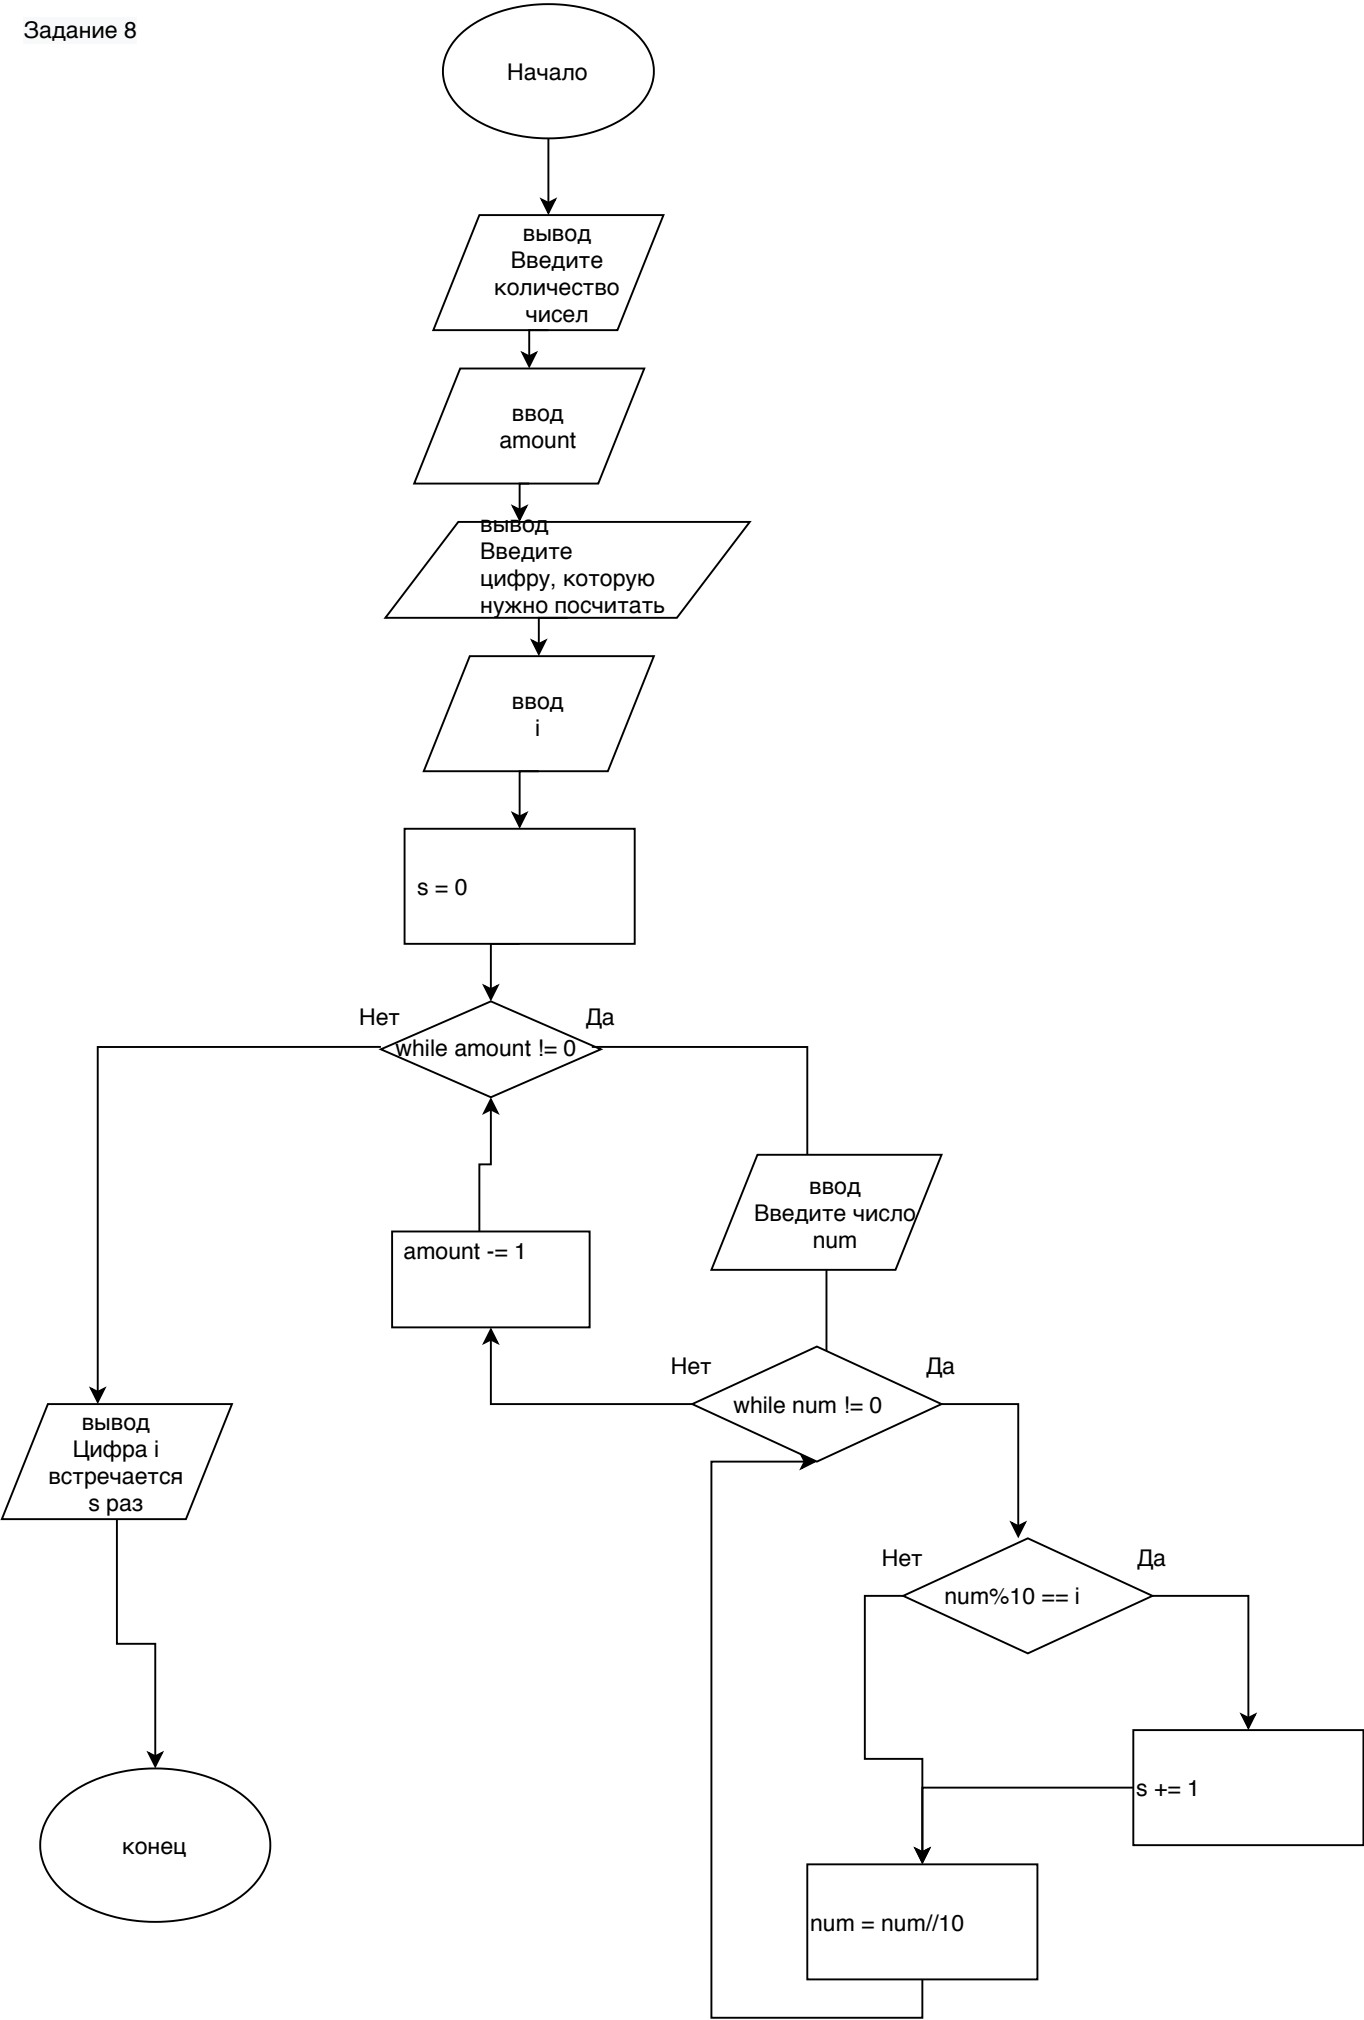 Задание 8
Начало
вывод
Введите
количество
чисел
ввод
amount
вывод
Введите
цифру, которую
нужно посчитать
ввод
i
s = 0
Нет
Да
while amount != 0
ввод
Введите число
num
amount -= 1
Нет
Да
while num != 0
вывод
Цифра i
встречается
s раз
Нет
Да
num%10 == i
s += 1
конец
num = num//10